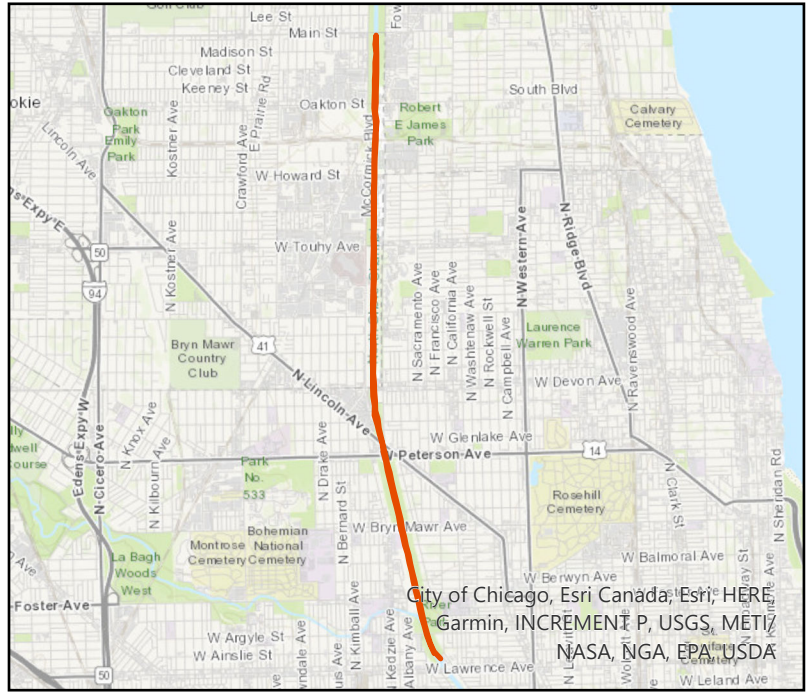 Lee St
Main St
Madison St
Cleveland St
Keeney St
South Blvd
okie
Oakton St
Oakton
Park
Emily
Park
Robert
E James
Park
Calvary
Cemetery
Lincoln Ave
Kostner Ave
Crawford Ave
E Prairie Rd
McCormick Blvd
W Howard St
W Touhy Ave
N Kostner Ave
50
94
N-Western-Ave
N-Ridge-Blvd
N Sacramento Ave
N Francisco Ave
N California Ave
N Washtenaw Ave
N Rockwell St
N Campbell Ave
N Ravenswood Ave
Laurence
Warren Park
Bryn Mawr
Country
Club
41
N-Lincoln-Ave
W Devon Ave
W Glenlake Ave
W-Peterson-Ave
14
Edens-Expy-W
N-Cicero-Ave
N Knox Ave
N Kilbourn Ave
Park
No.
533
N Drake Ave
N Bernard St
Rosehill
Cemetery
N Clark St
N Sheridan Rd
W Bryn Mawr Ave
Bohemian
National
Cemetery
Montrose
Cemetery
La Bagh
Woods
West
W Balmoral Ave
W Berwyn Ave
Foster-Ave
City of Chicago, Esri Canada, Esri, HERE,
Garmin, INCREMENT P, USGS, METI/
NASA, NGA, EPA, USDA
W Argyle St
W Ainslie St
N Kimball Ave
N Kedzie Ave
Albany Ave
W Lawrence Ave
W Leland Ave
50